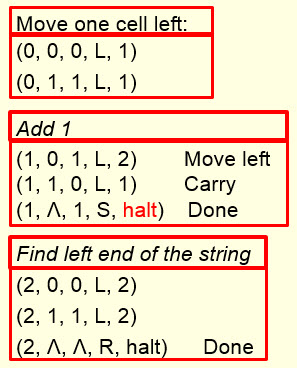 Move one cell left:
(0, 0, 0, L, 1)
(0, 1, 1, L, 1)
Add 1
(1, 0, 1, L, 2) Move left
(1, 1, 0, L, 1) Carry
(1, Λ, 1, S, halt) Done
Find left end of the string
(2, 0, 0, L, 2)
(2, 1, 1, L, 2)
(2, Λ, Λ, R, halt) Done